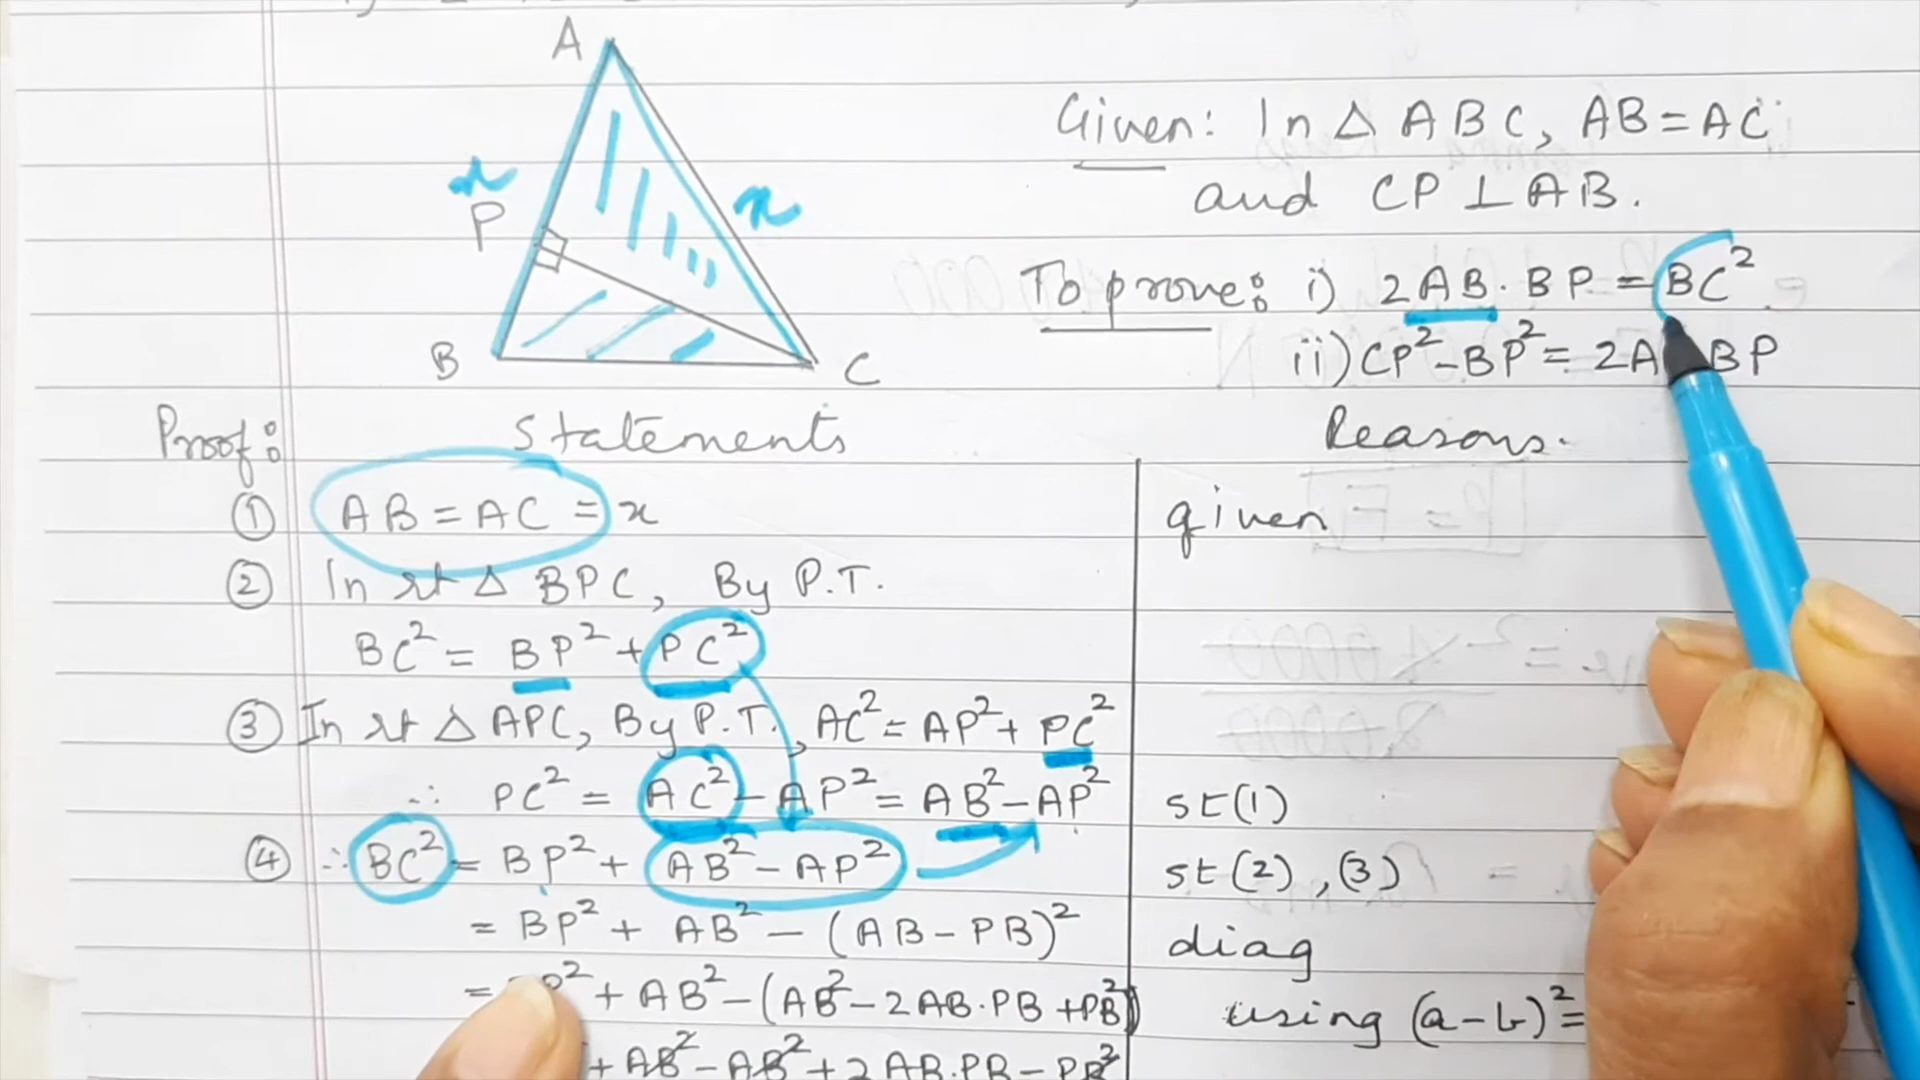 A
Given: In △ ABC, AB = AC
x
P
x
and CP ⊥ AB.
To prove: i) 2AB. BP = BC²
B
C
ii) CP² - BP² = 2A BP
Proof: Statements Reasons.
① AB = AC = x given
② In rt △ BPC, By P.T.
BC² = BP² + PC²
③ In rt △ APC, By P.T., AC² = AP² + PC²
∴ PC² = AC² - AP² = AB² - AP² st(1)
④ ∴ BC² = BP² + AB² - AP² st(2), (3)
= BP² + AB² - (AB - PB)² diag
= P² + AB² - (AB² - 2AB.PB + PB²) using (a-b)² =
+ AB² - AB² + 2AB.PB - PB²